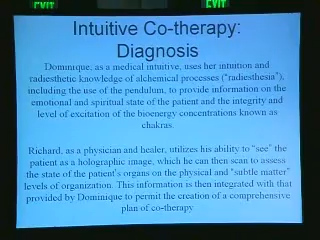 EXIT
EXIT
Intuitive Co-therapy:
Diagnosis
Dominique, as a medical intuitive, uses her intuition and
radiesthetic knowledge of alchemical processes ("radiesthesia"),
including the use of the pendulum, to provide information on the
emotional and spiritual state of the patient and the integrity and
level of excitation of the bioenergy concentrations known as
chakras.
Richard, as a physician and healer, utilizes his ability to "see" the
patient as a holographic image, which he can then scan to assess
the state of the patient's organs on the physical and "subtle matter"
levels of organization. This information is then integrated with that
provided by Dominique to permit the creation of a comprehensive
plan of co-therapy